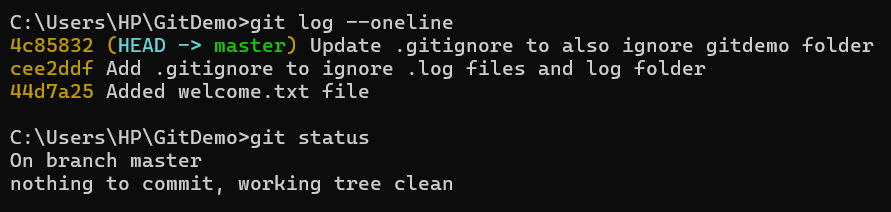 C:\Users\HP\GitDemo>git log --oneline
4c85832 (HEAD -> master) Update .gitignore to also ignore gitdemo folder
cee2ddf Add .gitignore to ignore .log files and log folder
44d7a25 Added welcome.txt file
C:\Users\HP\GitDemo>git status
On branch master
nothing to commit, working tree clean